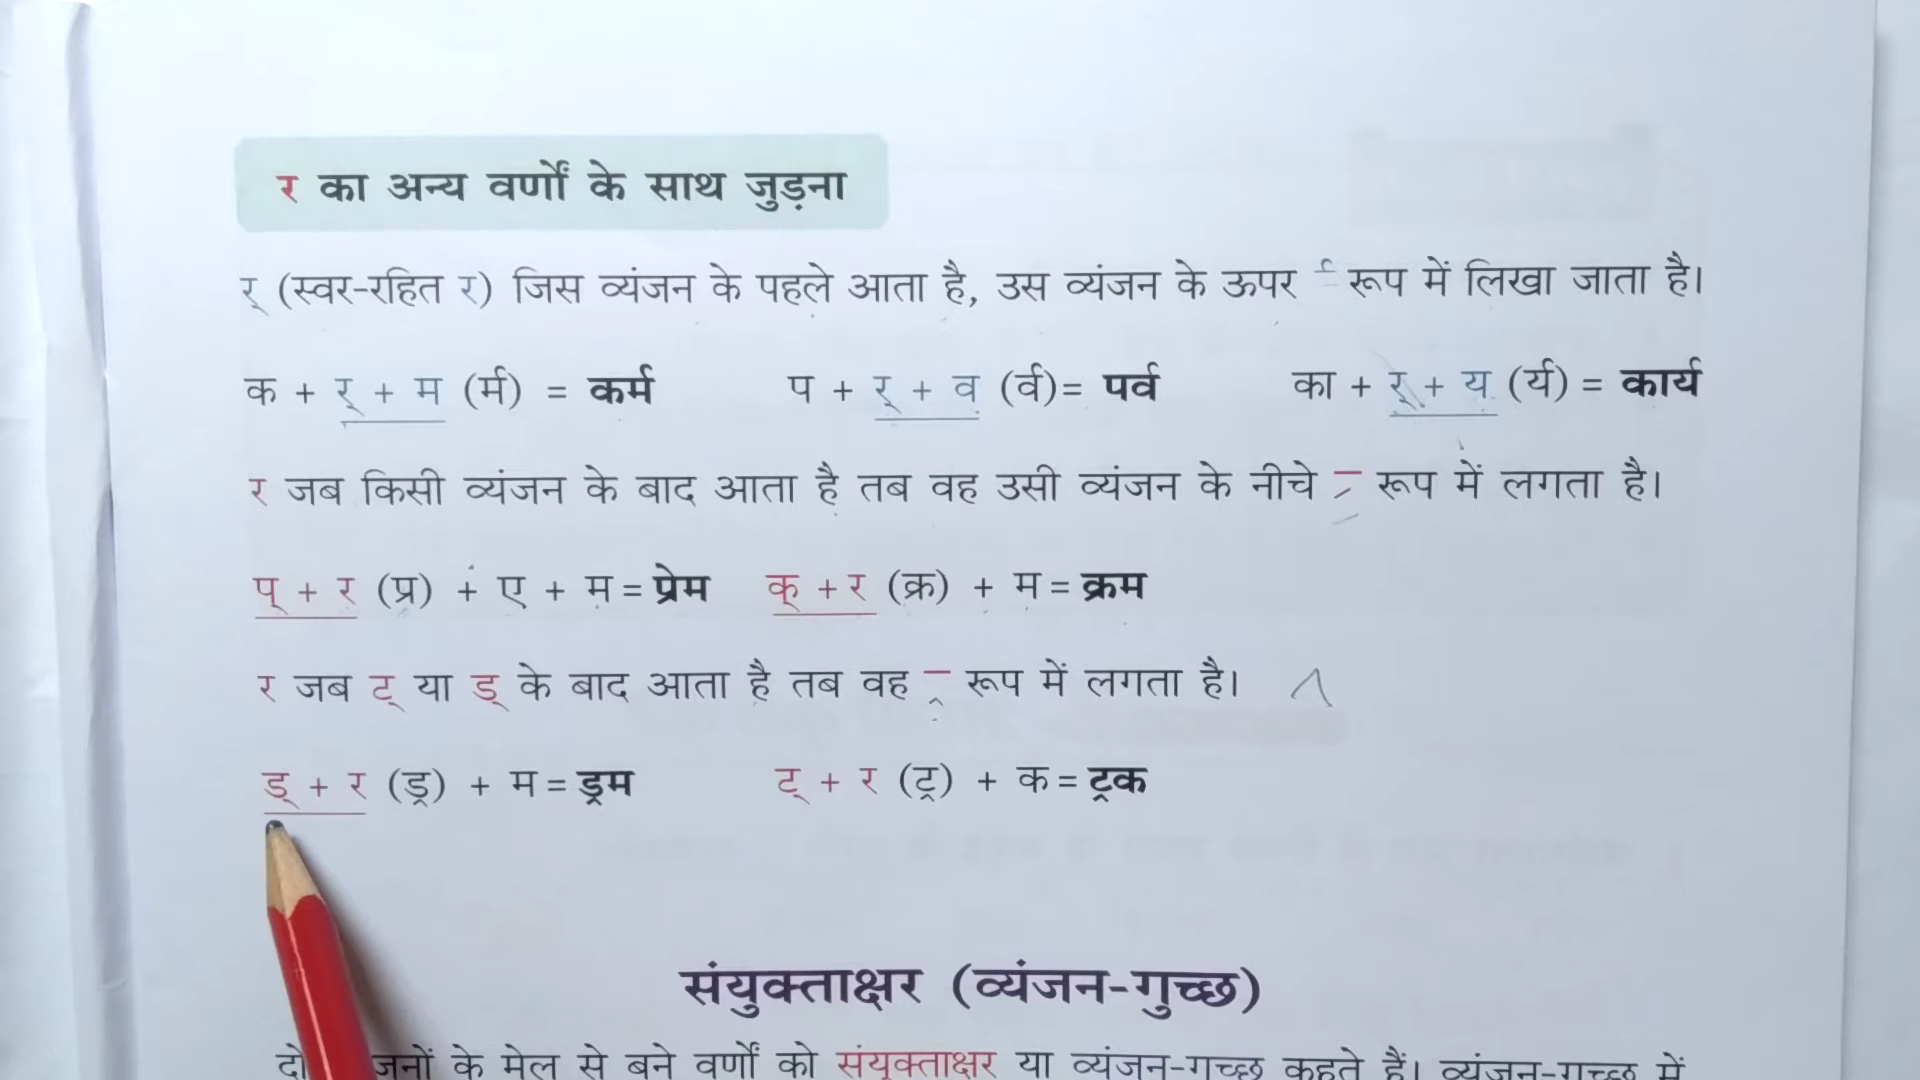 र का अन्य वर्णों के साथ जुड़ना
र् (स्वर-रहित र) जिस व्यंजन के पहले आता है, उस व्यंजन के ऊपर र्‍ रूप में लिखा जाता है।
क + र् + म (र्म) = कर्म प + र् + व (र्व)= पर्व का + र् + य (र्य) = कार्य
र जब किसी व्यंजन के बाद आता है तब वह उसी व्यंजन के नीचे ्र रूप में लगता है।
प् + र (प्र) + ए + म = प्रेम क् + र (क्र) + म = क्रम
र जब ट् या ड् के बाद आता है तब वह ्र रूप में लगता है।
ड् + र (ड्र) + म = ड्रम ट् + र (ट्र) + क = ट्रक
संयुक्ताक्षर (व्यंजन-गुच्छ)
के मेल से बने वर्णों को संयुक्ताक्षर या व्यंजन-गुच्छ कहते हैं। व्यंजन-गुच्छ में